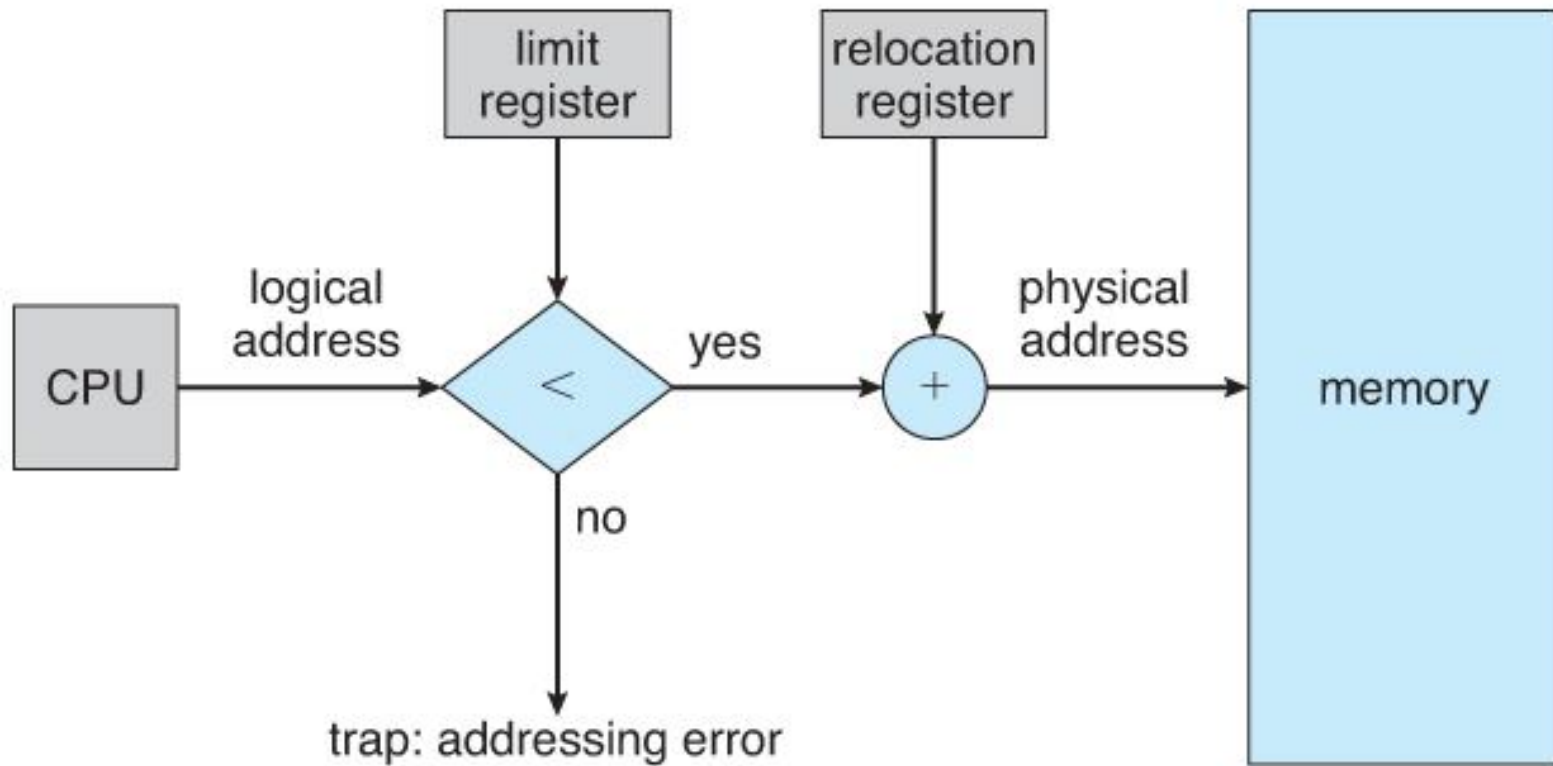 limit
register
relocation
register
logical
address
physical
address
CPU
<
yes
+
memory
no
trap: addressing error